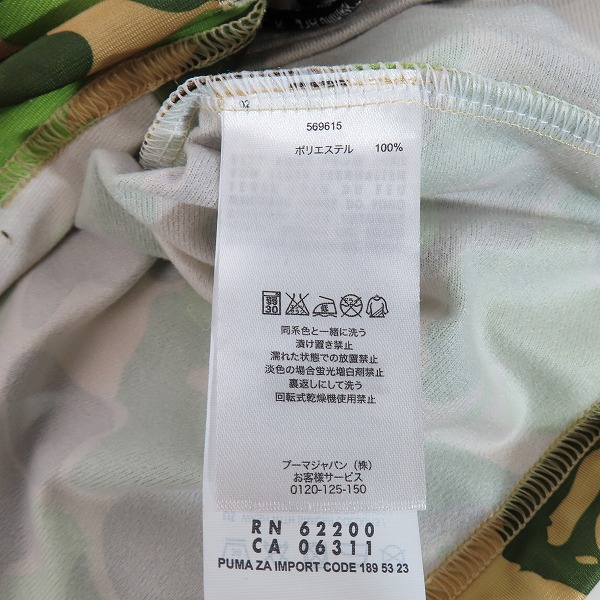 02
569615
ポリエステル 100%
弱 30
同系色と一緒に洗う
漬け置き禁止
濡れた状態での放置禁止
淡色の場合蛍光増白剤禁止
裏返しにして洗う
回転式乾燥機使用禁止
プーマジャパン（株）
お客様サービス
0120-125-150
RN 62200
CA 06311
PUMA ZA IMPORT CODE 189 53 23